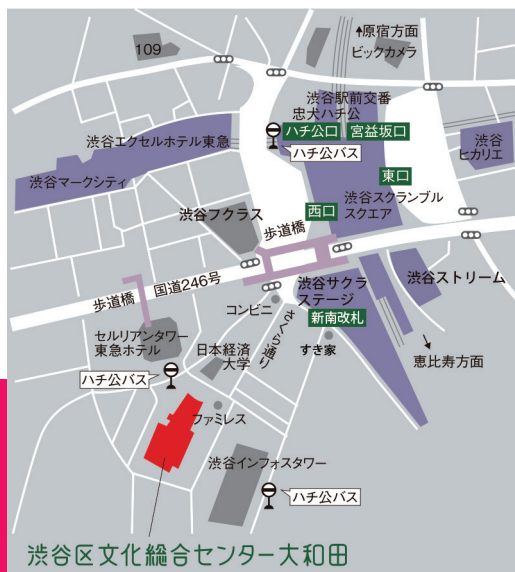 ↑原宿方面
109
ビックカメラ
渋谷駅前交番
忠犬ハチ公
ハチ公口
宮益坂口
渋谷エクセルホテル東急
ハチ公バス
渋谷
ヒカリエ
東口
渋谷マークシティ
渋谷スクランブル
スクエア
西口
渋谷フクラス
歩道橋
渋谷ストリーム
渋谷サクラ
ステージ
国道246号
歩道橋
コンビニ
新南改札
さくら通り
セルリアンタワー
東急ホテル
日本経済
大学
すき家
恵比寿方面
ハチ公バス
ファミレス
渋谷インフォスタワー
ハチ公バス
渋谷区文化総合センター大和田